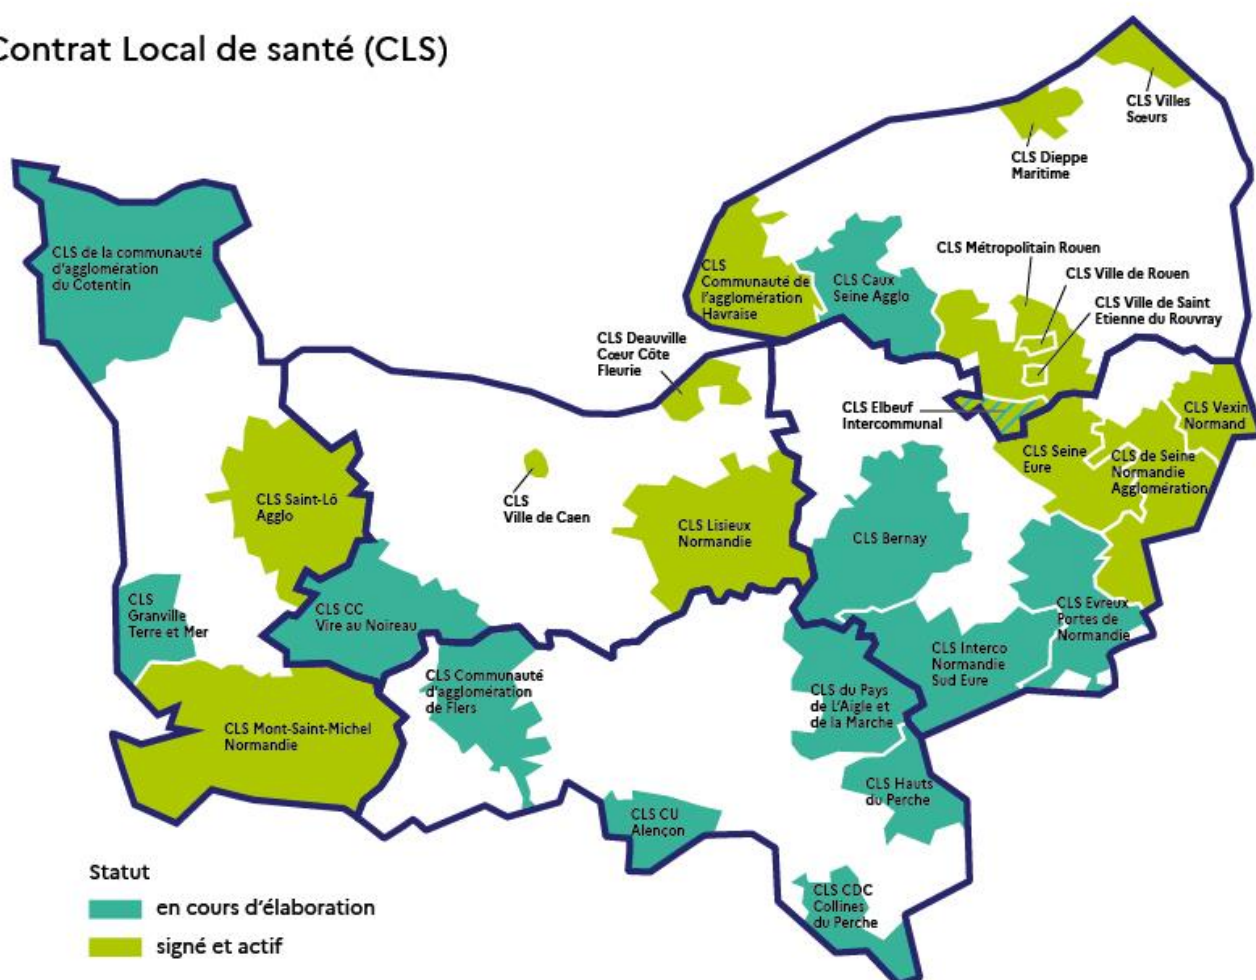 Contrat Local de santé (CLS)
CLS Villes
Sœurs
CLS Dieppe
Maritime
CLS de la communauté
d'agglomération
du Cotentin
CLS
Communauté de
l'agglomération
Havraise
CLS Caux
Seine Agglo
CLS Métropolitain Rouen
CLS Ville de Rouen
CLS Ville de Saint
Etienne du Rouvray
CLS Deauville
Cœur Côte
Fleurie
CLS Elbeuf
Intercommunal
CLS Vexin
Normand
CLS Seine
Eure
CLS de Seine
Normandie
Agglomération
CLS Saint-Lô
Agglo
CLS
Ville de Caen
CLS Lisieux
Normandie
CLS Bernay
CLS
Granville
Terre et Mer
CLS CC
Vire au Noireau
CLS Evreux
Portes de
Normandie
CLS Interco
Normandie
Sud Eure
CLS Communauté
d'agglomération
de Flers
CLS du Pays
de L'Aigle et
de la Marche
CLS Mont-Saint-Michel
Normandie
CLS Hauts
du Perche
CLS CU
Alençon
CLS CDC
Collines
du Perche
Statut
en cours d'élaboration
signé et actif